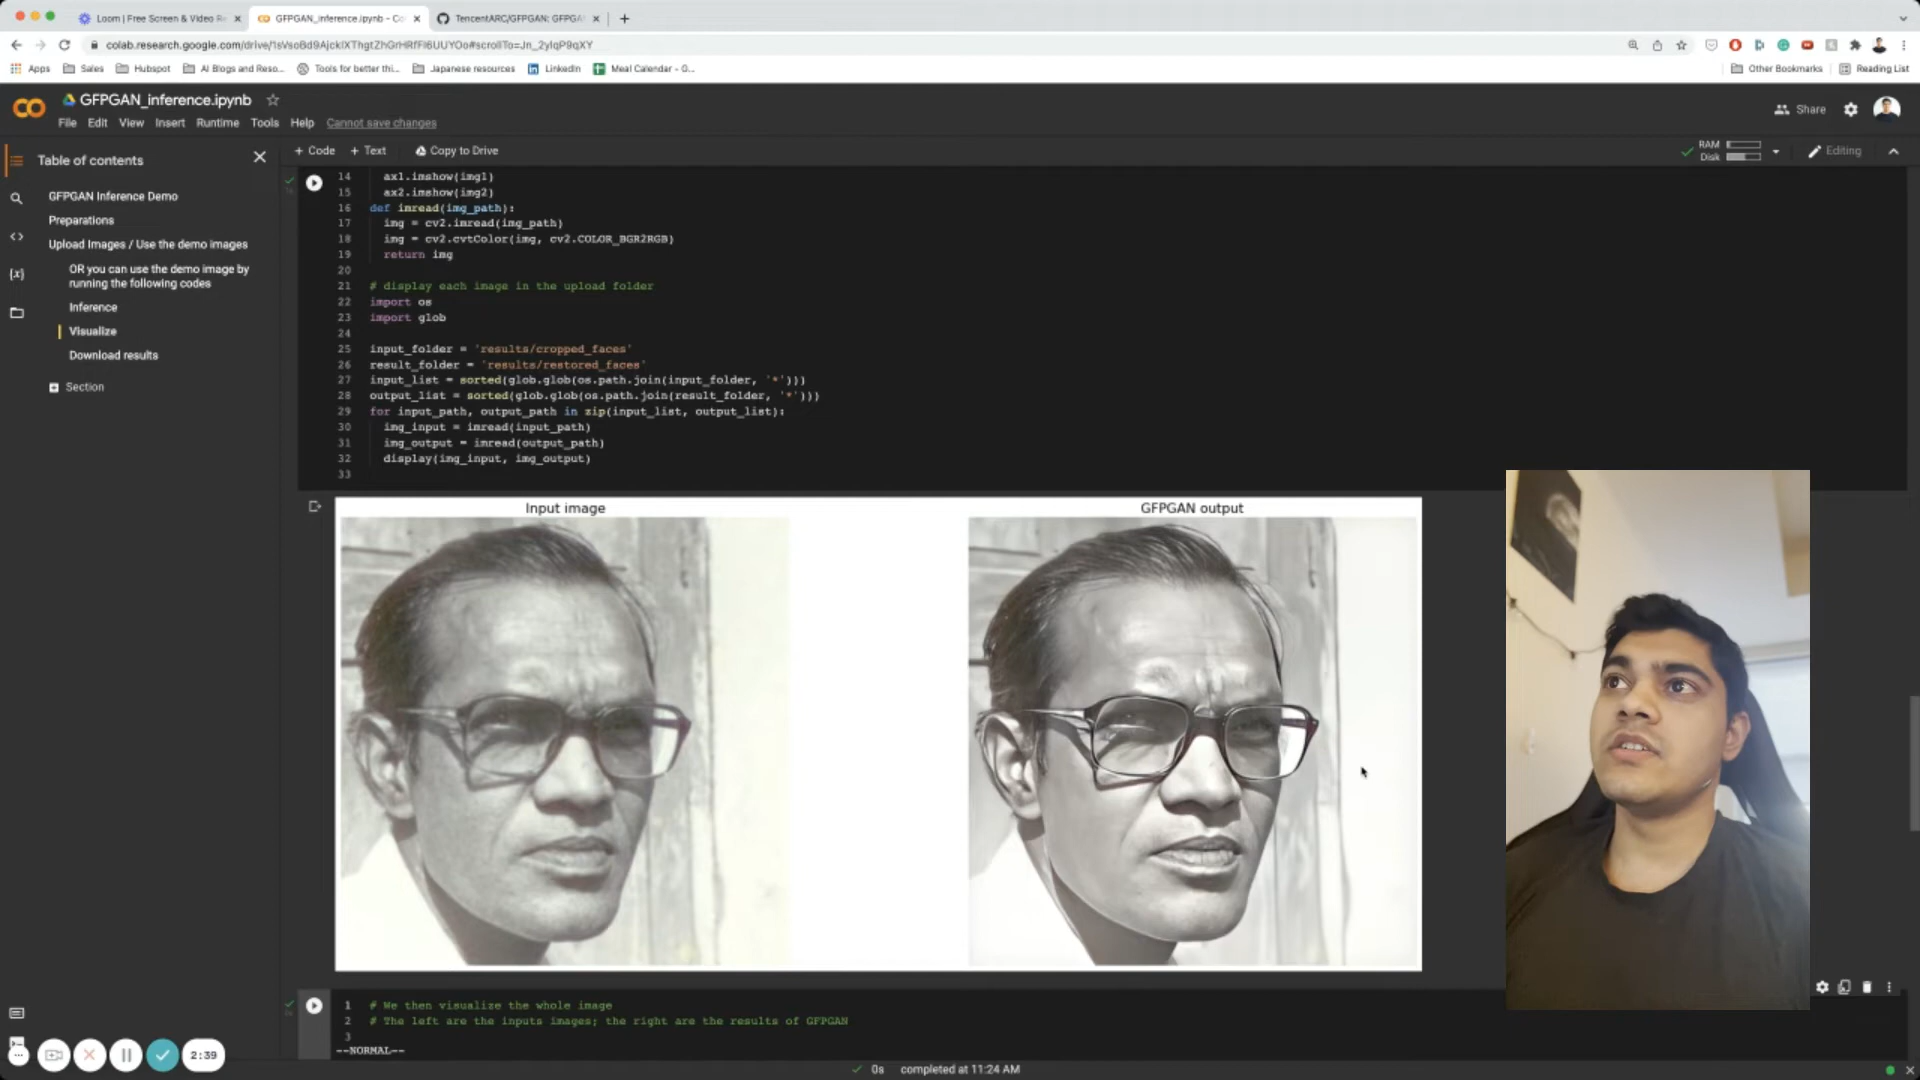 Loom | Free Screen & Video Re
GFPGAN_inference.ipynb - Co
TencentARC/GFPGAN: GFPGA
Apps
Sales
Hubspot
AI Blogs and Reso...
Tools for better thi...
Japanese resources
LinkedIn
Meal Calendar - G...
Other Bookmarks
Reading List
GFPGAN_inference.ipynb
File Edit View Insert Runtime Tools Help Cannot save changes
Share
Table of contents
+ Code + Text Copy to Drive
RAM
Disk
Editing
GFPGAN Inference Demo
Preparations
Upload Images / Use the demo images
OR you can use the demo image by
running the following codes
Inference
Visualize
Download results
Section
14 ax1.imshow(img1)
15 ax2.imshow(img2)
16 def imread(img_path):
17 img = cv2.imread(img_path)
18 img = cv2.cvtColor(img, cv2.COLOR_BGR2RGB)
19 return img
20
21 # display each image in the upload folder
22 import os
23 import glob
24
25 input_folder = 'results/cropped_faces'
26 result_folder = 'results/restored_faces'
27 input_list = sorted(glob.glob(os.path.join(input_folder, '*')))
28 output_list = sorted(glob.glob(os.path.join(result_folder, '*')))
29 for input_path, output_path in zip(input_list, output_list):
30 img_input = imread(input_path)
31 img_output = imread(output_path)
32 display(img_input, img_output)
33
Input image
GFPGAN output
1 # We then visualize the whole image
2 # The left are the inputs images; the right are the results of GFPGAN
3
--NORMAL--
2:39
0s completed at 11:24 AM